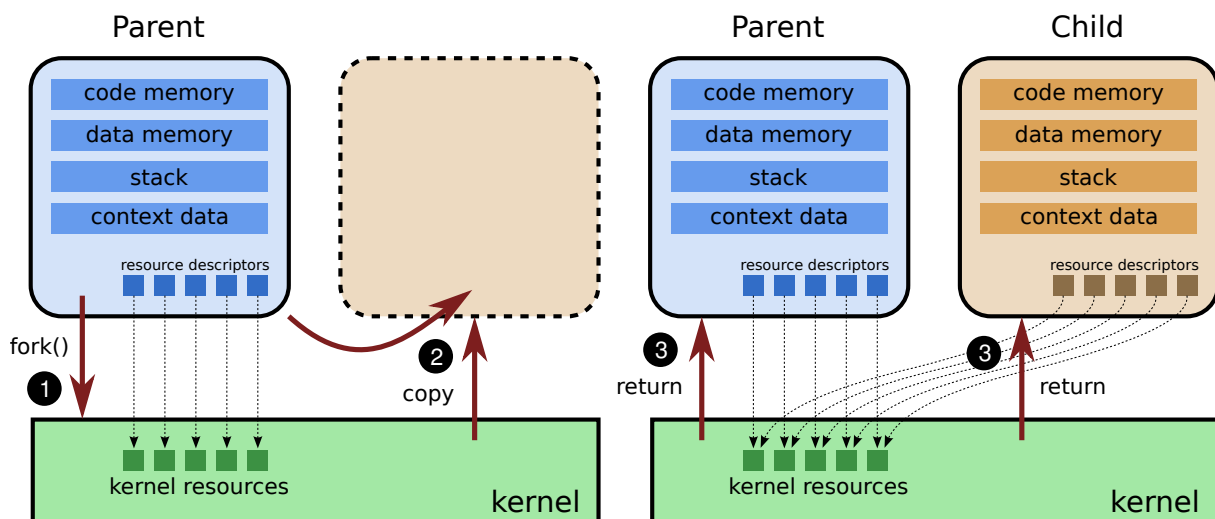 Parent
code memory
data memory
stack
context data
resource descriptors
fork()
1
2
copy
kernel resources
kernel
Parent
Child
code memory
data memory
stack
context data
resource descriptors
code memory
data memory
stack
context data
resource descriptors
3
return
3
return
kernel resources
kernel